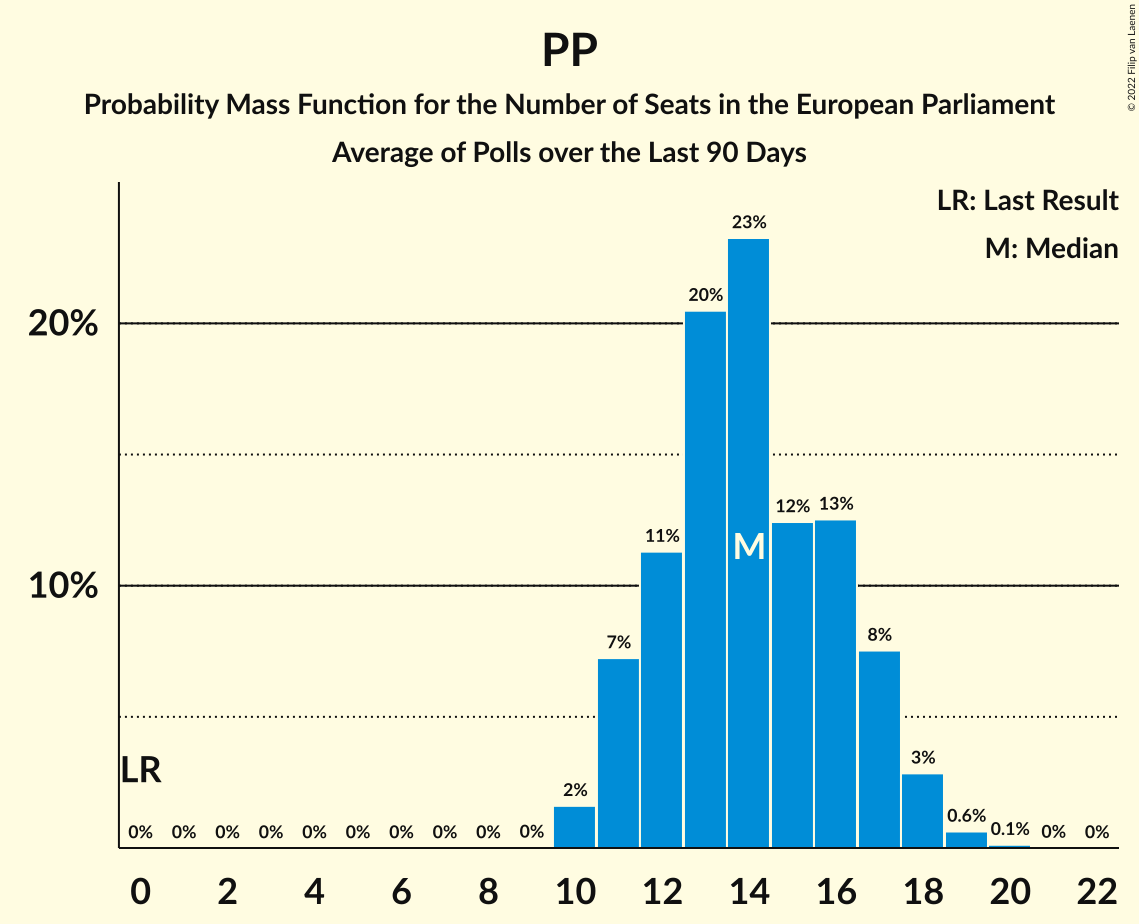 PP
Probability Mass Function for the Number of Seats in the European Parliament
Average of Polls over the Last 90 Days
© 2022 Filip van Laenen
LR: Last Result
M: Median
20%
10%
23%
20%
12%
13%
11%
M
7%
8%
LR
3%
2%
0.6%
0.1%
0% 0% 0% 0% 0% 0% 0% 0% 0% 0% 0% 0%
0 2 4 6 8 10 12 14 16 18 20 22